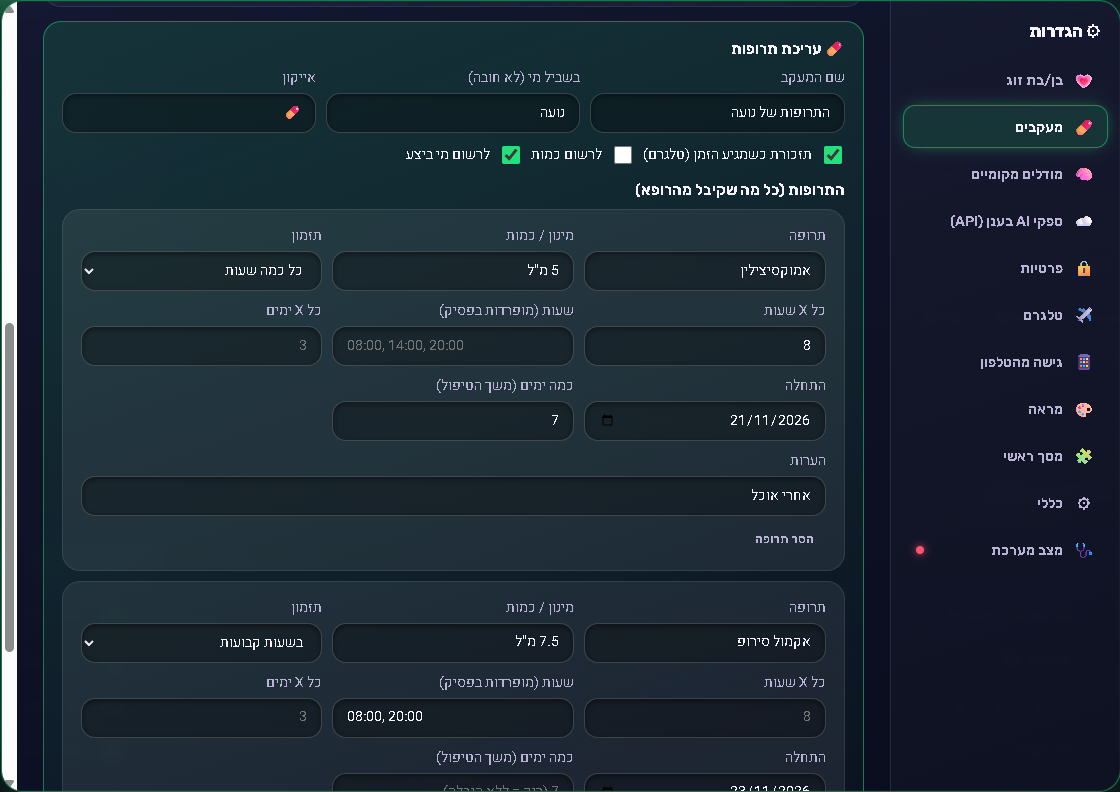 ⚙ הגדרות
בן/בת זוג
מעקבים
מודלים מקומיים
ספקי AI בענן (API)
פרטיות
טלגרם
גישה מהטלפון
מראה
מסך ראשי
כללי
מצב מערכת
עריכת תרופות
שם המעקב בשביל מי (לא חובה) אייקון
התרופות של נועה נועה
תזכורת כשמגיע הזמן (טלגרם) לרשום כמות לרשום מי ביצע
התרופות (כל מה שקיבל מהרופא)
תרופה מינון / כמות תזמון
אמוקסיצילין 5 מ"ל כל כמה שעות
כל X שעות שעות (מופרדות בפסיק) כל X ימים
8 08:00, 14:00, 20:00 3
התחלה כמה ימים (משך הטיפול)
21/11/2026 7
הערות
אחרי אוכל
הסר תרופה
תרופה מינון / כמות תזמון
אקמול סירופ 7.5 מ"ל בשעות קבועות
כל X שעות שעות (מופרדות בפסיק) כל X ימים
8 08:00, 20:00 3
התחלה כמה ימים (משך הטיפול)